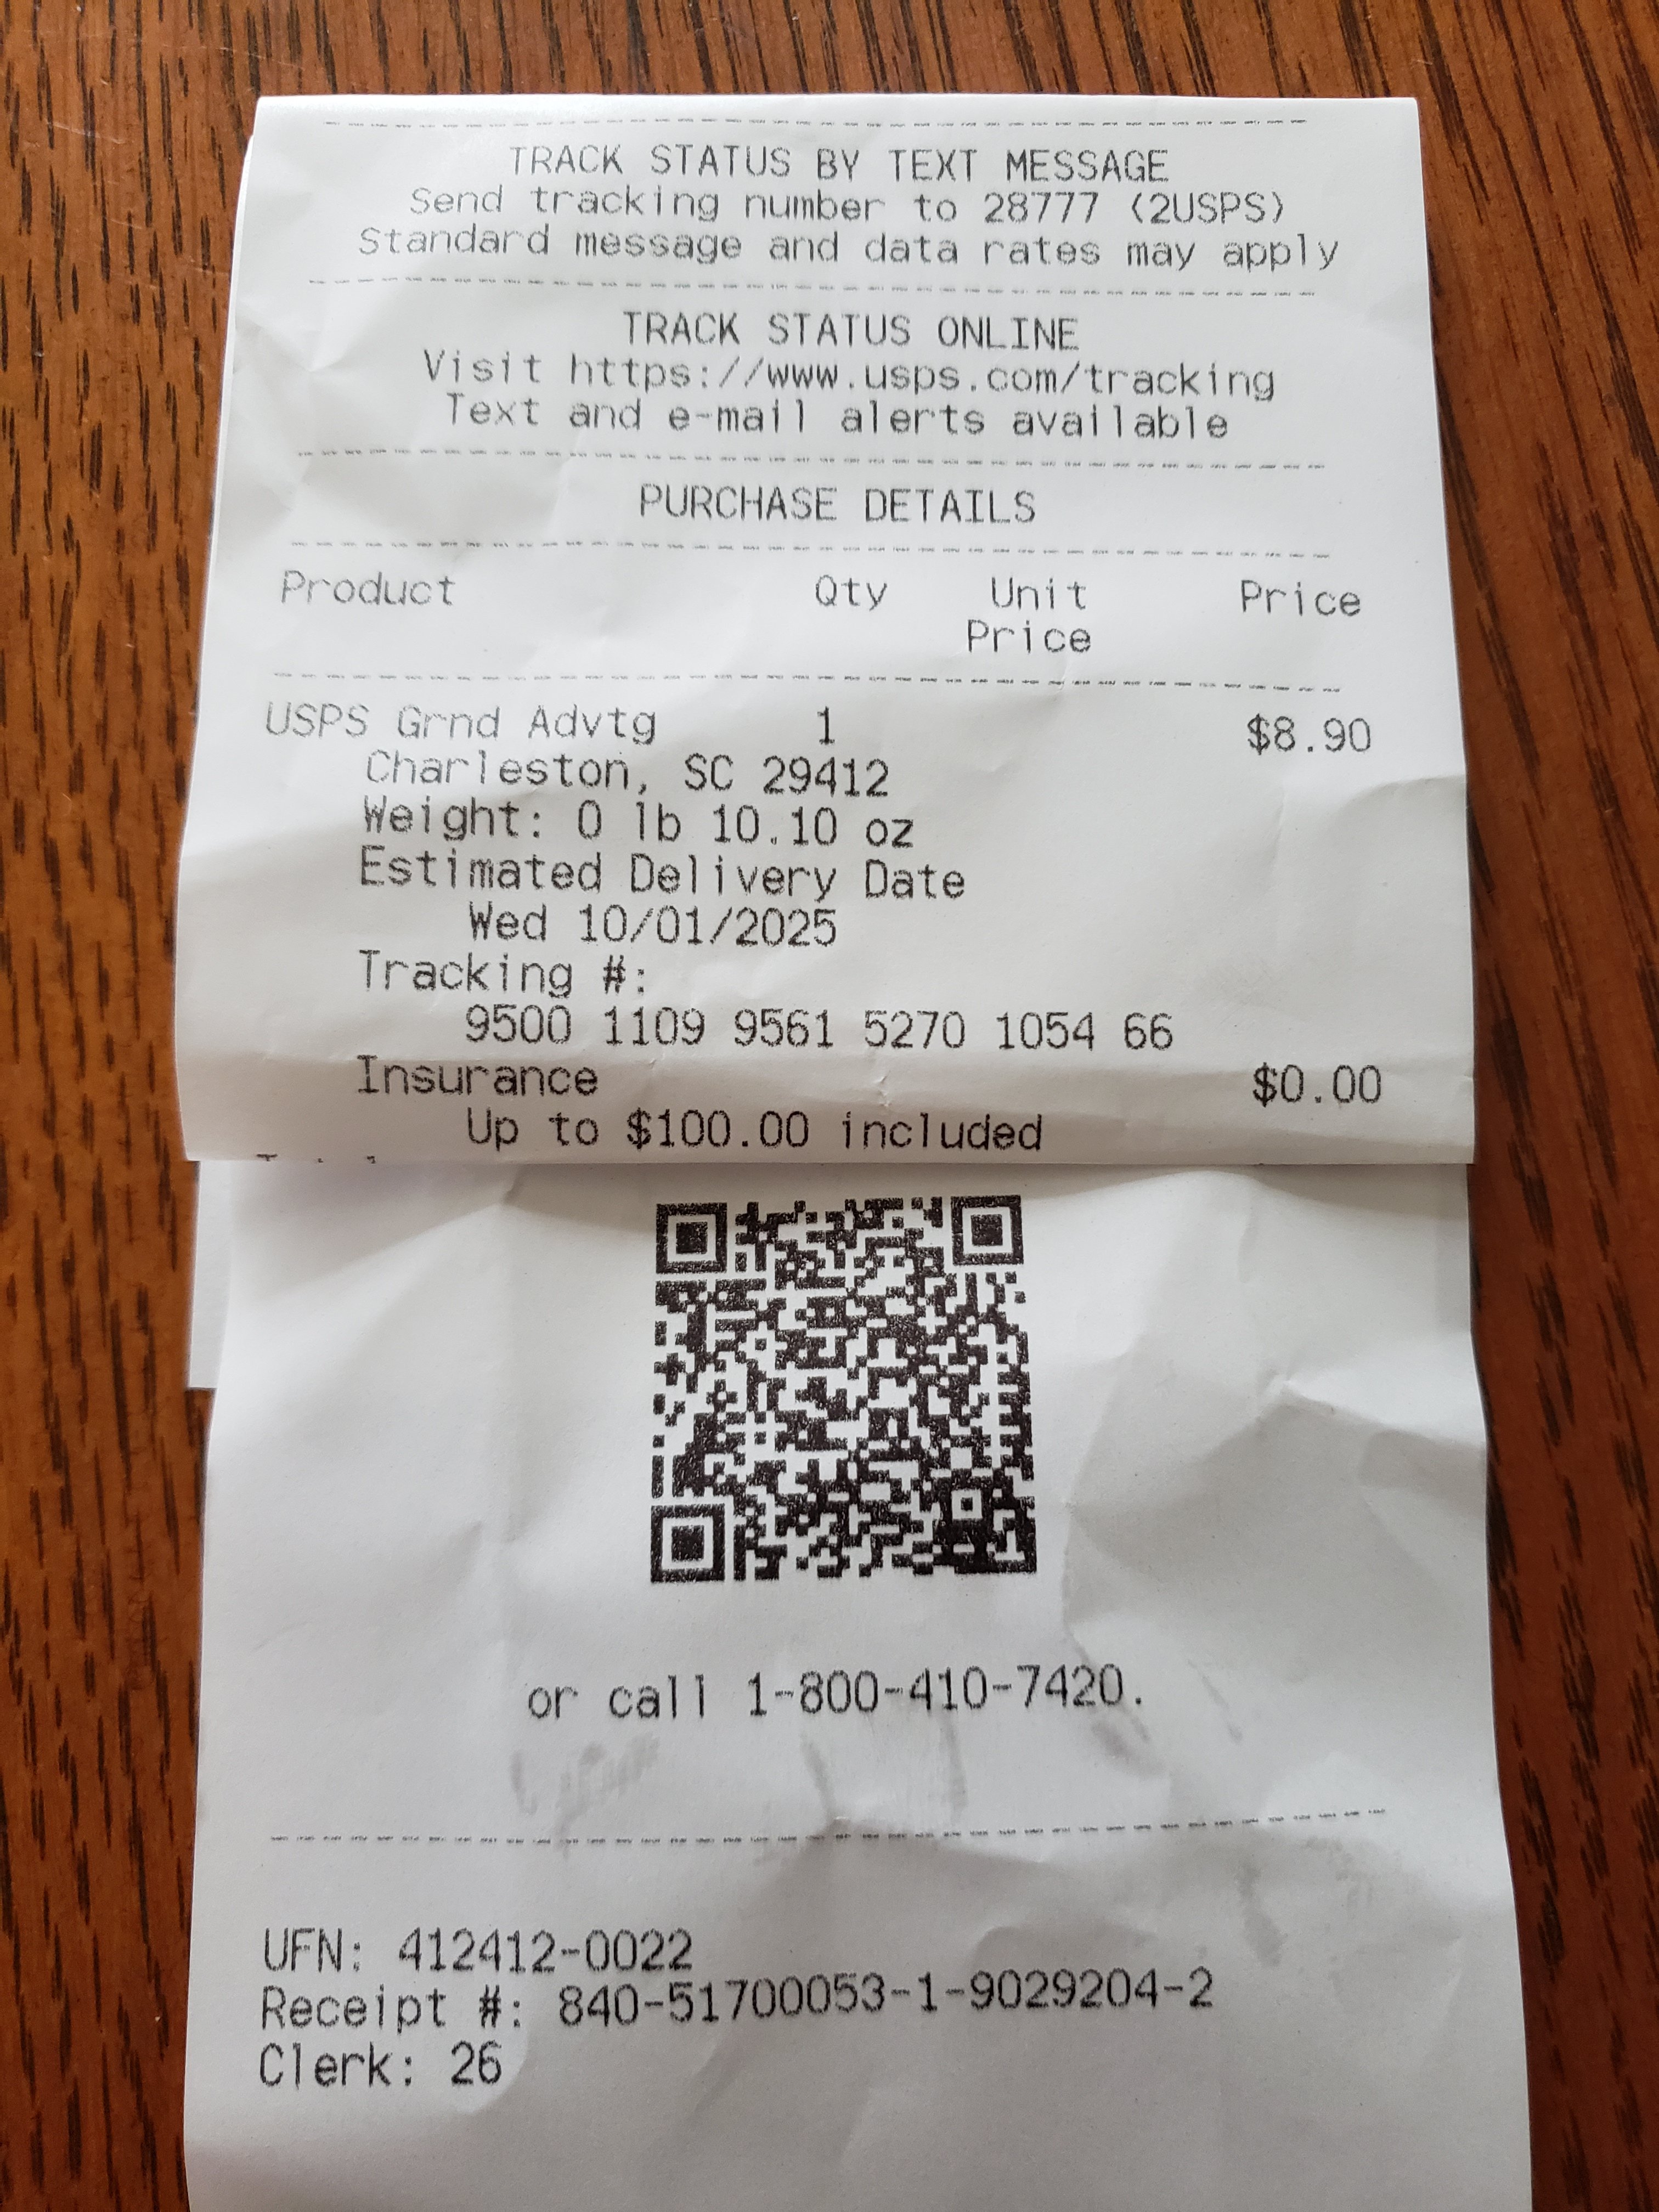 TRACK STATUS BY TEXT MESSAGE
Send tracking number to 28777 (2USPS)
Standard message and data rates may apply
TRACK STATUS ONLINE
Visit https://www.usps.com/tracking
Text and e-mail alerts available
PURCHASE DETAILS
Product Qty Unit Price
Price
USPS Grnd Advtg 1 $8.90
Charleston, SC 29412
Weight: 0 lb 10.10 oz
Estimated Delivery Date
Wed 10/01/2025
Tracking #:
9500 1109 9561 5270 1054 66
Insurance $0.00
Up to $100.00 included
or call 1-800-410-7420.
UFN: 412412-0022
Receipt #: 840-51700053-1-9029204-2
Clerk: 26